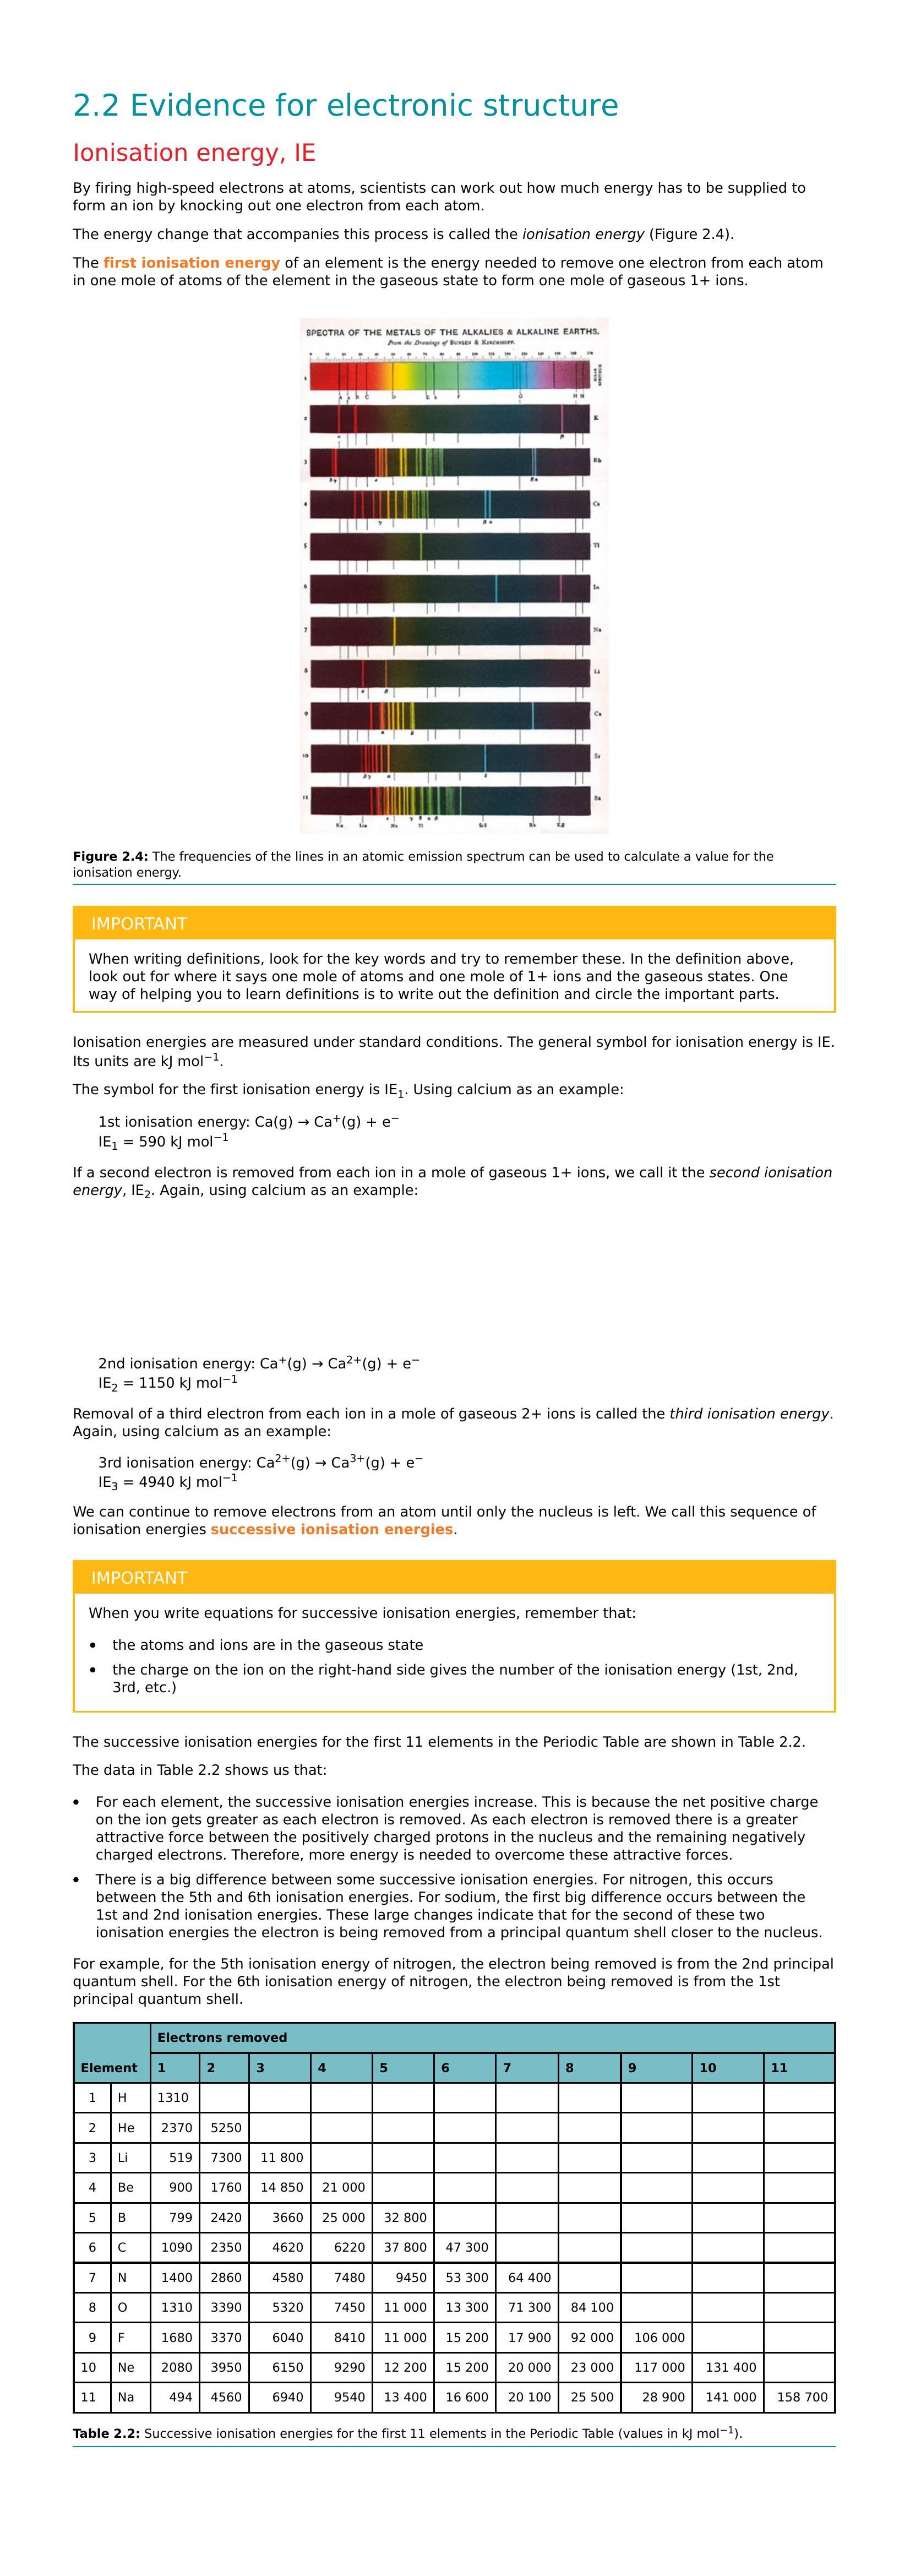 2.2 Evidence for electronic structure
Ionisation energy, IE
By firing high-speed electrons at atoms, scientists can work out how much energy has to be supplied to
form an ion by knocking out one electron from each atom.
The energy change that accompanies this process is called the ionisation energy (Figure 2.4).
The first ionisation energy of an element is the energy needed to remove one electron from each atom
in one mole of atoms of the element in the gaseous state to form one mole of gaseous 1+ ions.
SPECTRA OF THE METALS OF THE ALKALIES & ALKALINE EARTHS.
From the Drawings of BUNSEN & KIRCHHOFF.
K
Rb
Tl
In
Na
Li
Ca
Figure 2.4: The frequencies of the lines in an atomic emission spectrum can be used to calculate a value for the
ionisation energy.
IMPORTANT
When writing definitions, look for the key words and try to remember these. In the definition above,
look out for where it says one mole of atoms and one mole of 1+ ions and the gaseous states. One
way of helping you to learn definitions is to write out the definition and circle the important parts.
Ionisation energies are measured under standard conditions. The general symbol for ionisation energy is IE.
Its units are kJ mol⁻¹.
The symbol for the first ionisation energy is IE₁. Using calcium as an example:
1st ionisation energy: Ca(g) → Ca⁺(g) + e⁻
IE₁ = 590 kJ mol⁻¹
If a second electron is removed from each ion in a mole of gaseous 1+ ions, we call it the second ionisation
energy, IE₂. Again, using calcium as an example:
2nd ionisation energy: Ca⁺(g) → Ca²⁺(g) + e⁻
IE₂ = 1150 kJ mol⁻¹
Removal of a third electron from each ion in a mole of gaseous 2+ ions is called the third ionisation energy.
Again, using calcium as an example:
3rd ionisation energy: Ca²⁺(g) → Ca³⁺(g) + e⁻
IE₃ = 4940 kJ mol⁻¹
We can continue to remove electrons from an atom until only the nucleus is left. We call this sequence of
ionisation energies successive ionisation energies.
IMPORTANT
When you write equations for successive ionisation energies, remember that:
• the atoms and ions are in the gaseous state
• the charge on the ion on the right-hand side gives the number of the ionisation energy (1st, 2nd,
3rd, etc.)
The successive ionisation energies for the first 11 elements in the Periodic Table are shown in Table 2.2.
The data in Table 2.2 shows us that:
• For each element, the successive ionisation energies increase. This is because the net positive charge
on the ion gets greater as each electron is removed. As each electron is removed there is a greater
attractive force between the positively charged protons in the nucleus and the remaining negatively
charged electrons. Therefore, more energy is needed to overcome these attractive forces.
• There is a big difference between some successive ionisation energies. For nitrogen, this occurs
between the 5th and 6th ionisation energies. For sodium, the first big difference occurs between the
1st and 2nd ionisation energies. These large changes indicate that for the second of these two
ionisation energies the electron is being removed from a principal quantum shell closer to the nucleus.
For example, for the 5th ionisation energy of nitrogen, the electron being removed is from the 2nd principal
quantum shell. For the 6th ionisation energy of nitrogen, the electron being removed is from the 1st
principal quantum shell.
Electrons removed
Element 1 2 3 4 5 6 7 8 9 10 11
1 H 1310
2 He 2370 5250
3 Li 519 7300 11 800
4 Be 900 1760 14 850 21 000
5 B 799 2420 3660 25 000 32 800
6 C 1090 2350 4620 6220 37 800 47 300
7 N 1400 2860 4580 7480 9450 53 300 64 400
8 O 1310 3390 5320 7450 11 000 13 300 71 300 84 100
9 F 1680 3370 6040 8410 11 000 15 200 17 900 92 000 106 000
10 Ne 2080 3950 6150 9290 12 200 15 200 20 000 23 000 117 000 131 400
11 Na 494 4560 6940 9540 13 400 16 600 20 100 25 500 28 900 141 000 158 700
Table 2.2: Successive ionisation energies for the first 11 elements in the Periodic Table (values in kJ mol⁻¹).